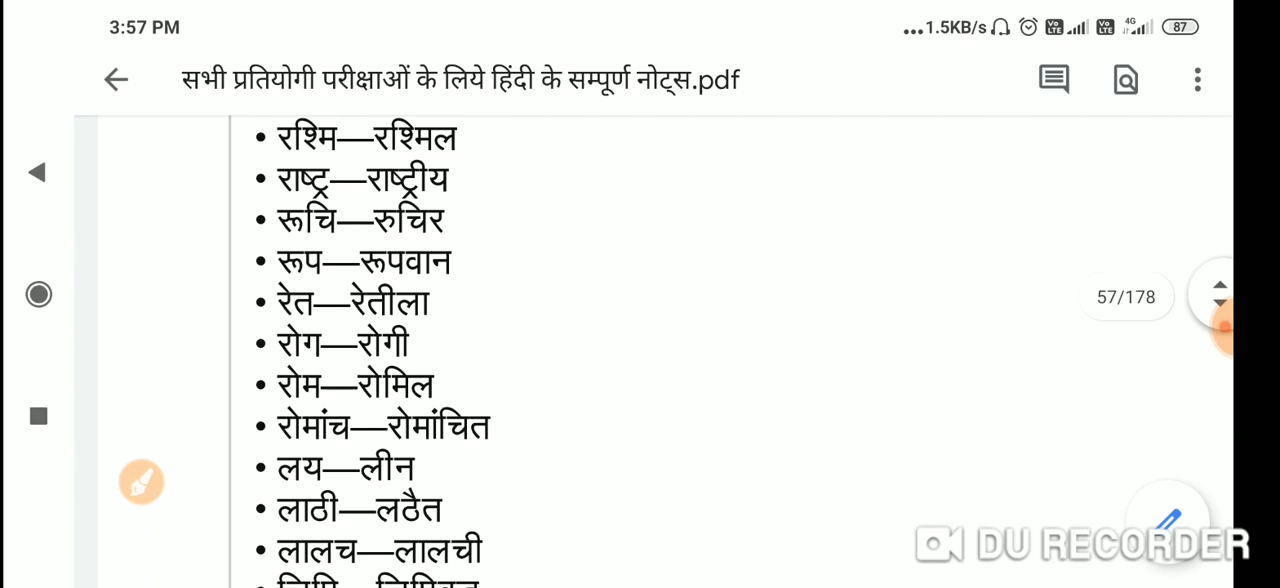 3:57 PM
...1.5KB/s
4G
87
सभी प्रतियोगी परीक्षाओं के लिये हिंदी के सम्पूर्ण नोट्स.pdf
• रश्मि—रश्मिल
• राष्ट्र—राष्ट्रीय
• रूचि—रुचिर
• रूप—रूपवान
• रेत—रेतीला
• रोग—रोगी
• रोम—रोमिल
• रोमांच—रोमांचित
• लय—लीन
• लाठी—लठैत
• लालच—लालची
57/178
DU RECORDER